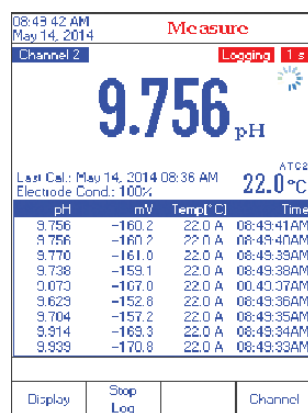 08:49:42 AM
May 14, 2014
Measure
Channel 2 Logging 1 s
9.756 pH
ATC2
Last Cal.: May 14, 2014 08:36 AM
Electrode Cond.: 100% 22.0°C
pH mV Temp[°C] Time
9.756 -160.2 22.0 A 08:49:41AM
9.756 -160.2 22.0 A 08:49:40AM
9.770 -161.0 22.0 A 08:49:39AM
9.738 -159.1 22.0 A 08:49:38AM
-167.0 22.0 A 08:49:37AM
9.629 -152.8 22.0 A 08:49:36AM
9.704 -157.2 22.0 A 08:49:35AM
9.914 -169.3 22.0 A 08:49:34AM
9.939 -170.8 22.0 A 08:49:33AM
Display Stop Log Channel